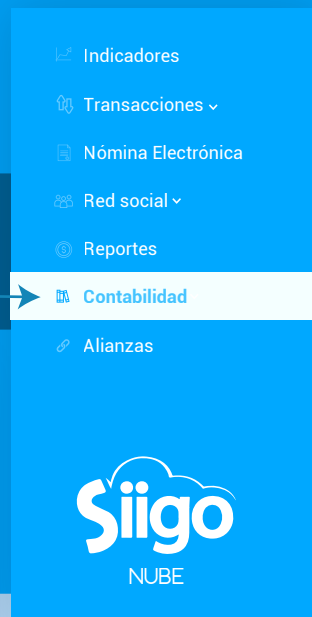 Indicadores
Transacciones
Nómina Electrónica
Red social
Reportes
Contabilidad
Alianzas
Siigo
NUBE